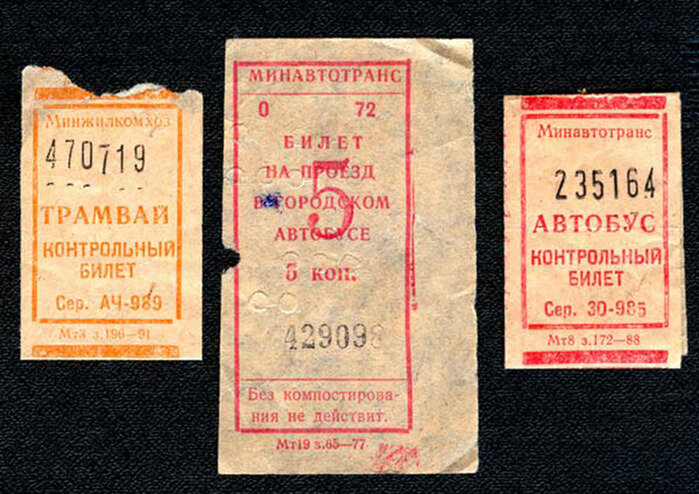 Минжилкомхоз
470719
ТРАМВАЙ
КОНТРОЛЬНЫЙ
БИЛЕТ
Сер. АЧ-989
Мт3 з.196—91
МИНАВТОТРАНС
0 72
БИЛЕТ
НА ПРОЕЗД
В ГОРОДСКОМ
АВТОБУСЕ
5
5 коп.
429098
Без компостирова-
ния не действит.
Мт19 з.65—77
Минавтотранс
235164
АВТОБУС
КОНТРОЛЬНЫЙ
БИЛЕТ
Сер. ЗО-985
Мт8 з.172—88